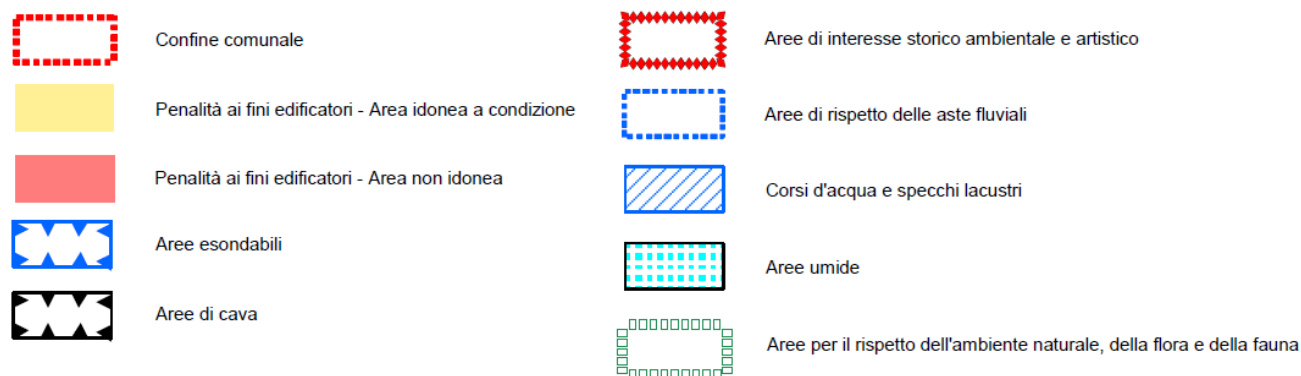 Confine comunale
Penalità ai fini edificatori - Area idonea a condizione
Penalità ai fini edificatori - Area non idonea
Aree esondabili
Aree di cava
Aree di interesse storico ambientale e artistico
Aree di rispetto delle aste fluviali
Corsi d'acqua e specchi lacustri
Aree umide
Aree per il rispetto dell'ambiente naturale, della flora e della fauna